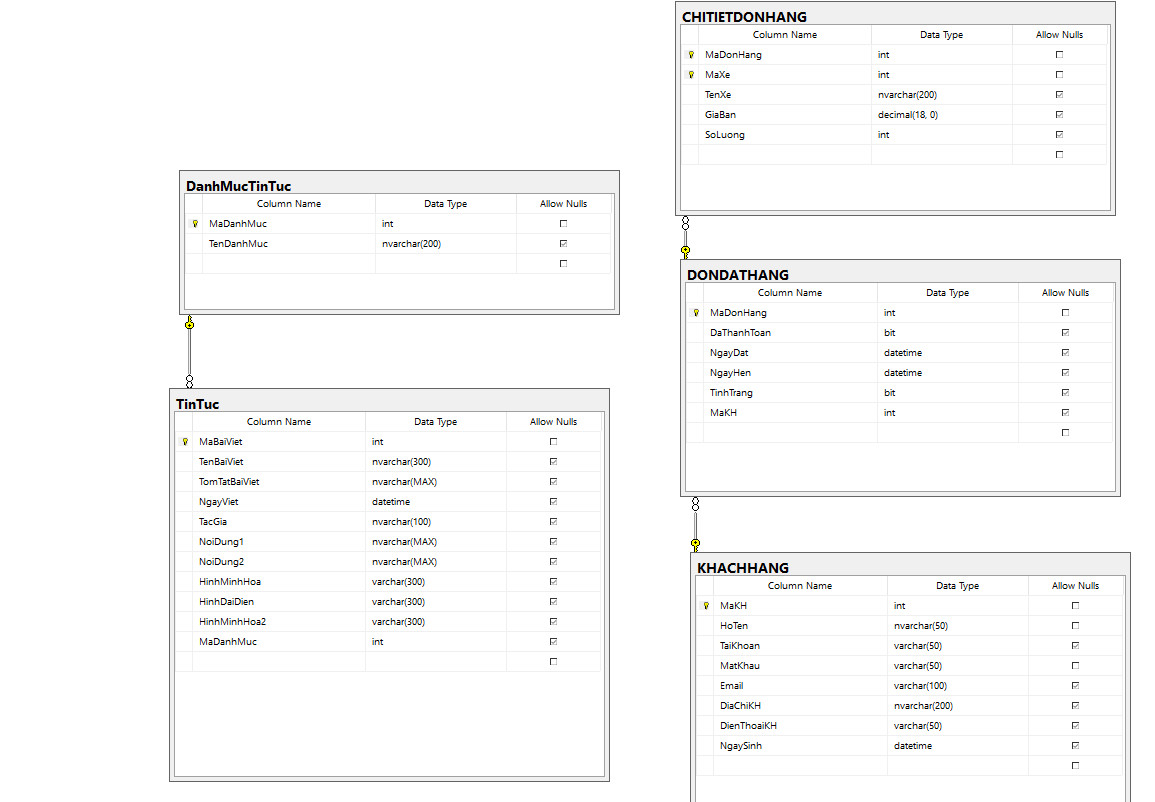 CHITIETDONHANG
Column Name Data Type Allow Nulls
MaDonHang int
MaXe int
TenXe nvarchar(200)
GiaBan decimal(18, 0)
SoLuong int
DanhMucTinTuc
Column Name Data Type Allow Nulls
MaDanhMuc int
TenDanhMuc nvarchar(200)
DONDATHANG
Column Name Data Type Allow Nulls
MaDonHang int
DaThanhToan bit
NgayDat datetime
NgayHen datetime
TinhTrang bit
MaKH int
TinTuc
Column Name Data Type Allow Nulls
MaBaiViet int
TenBaiViet nvarchar(300)
TomTatBaiViet nvarchar(MAX)
NgayViet datetime
TacGia nvarchar(100)
NoiDung1 nvarchar(MAX)
NoiDung2 nvarchar(MAX)
HinhMinhHoa varchar(300)
HinhDaiDien varchar(300)
HinhMinhHoa2 varchar(300)
MaDanhMuc int
KHACHHANG
Column Name Data Type Allow Nulls
MaKH int
HoTen nvarchar(50)
TaiKhoan varchar(50)
MatKhau varchar(50)
Email varchar(100)
DiaChiKH nvarchar(200)
DienThoaiKH varchar(50)
NgaySinh datetime